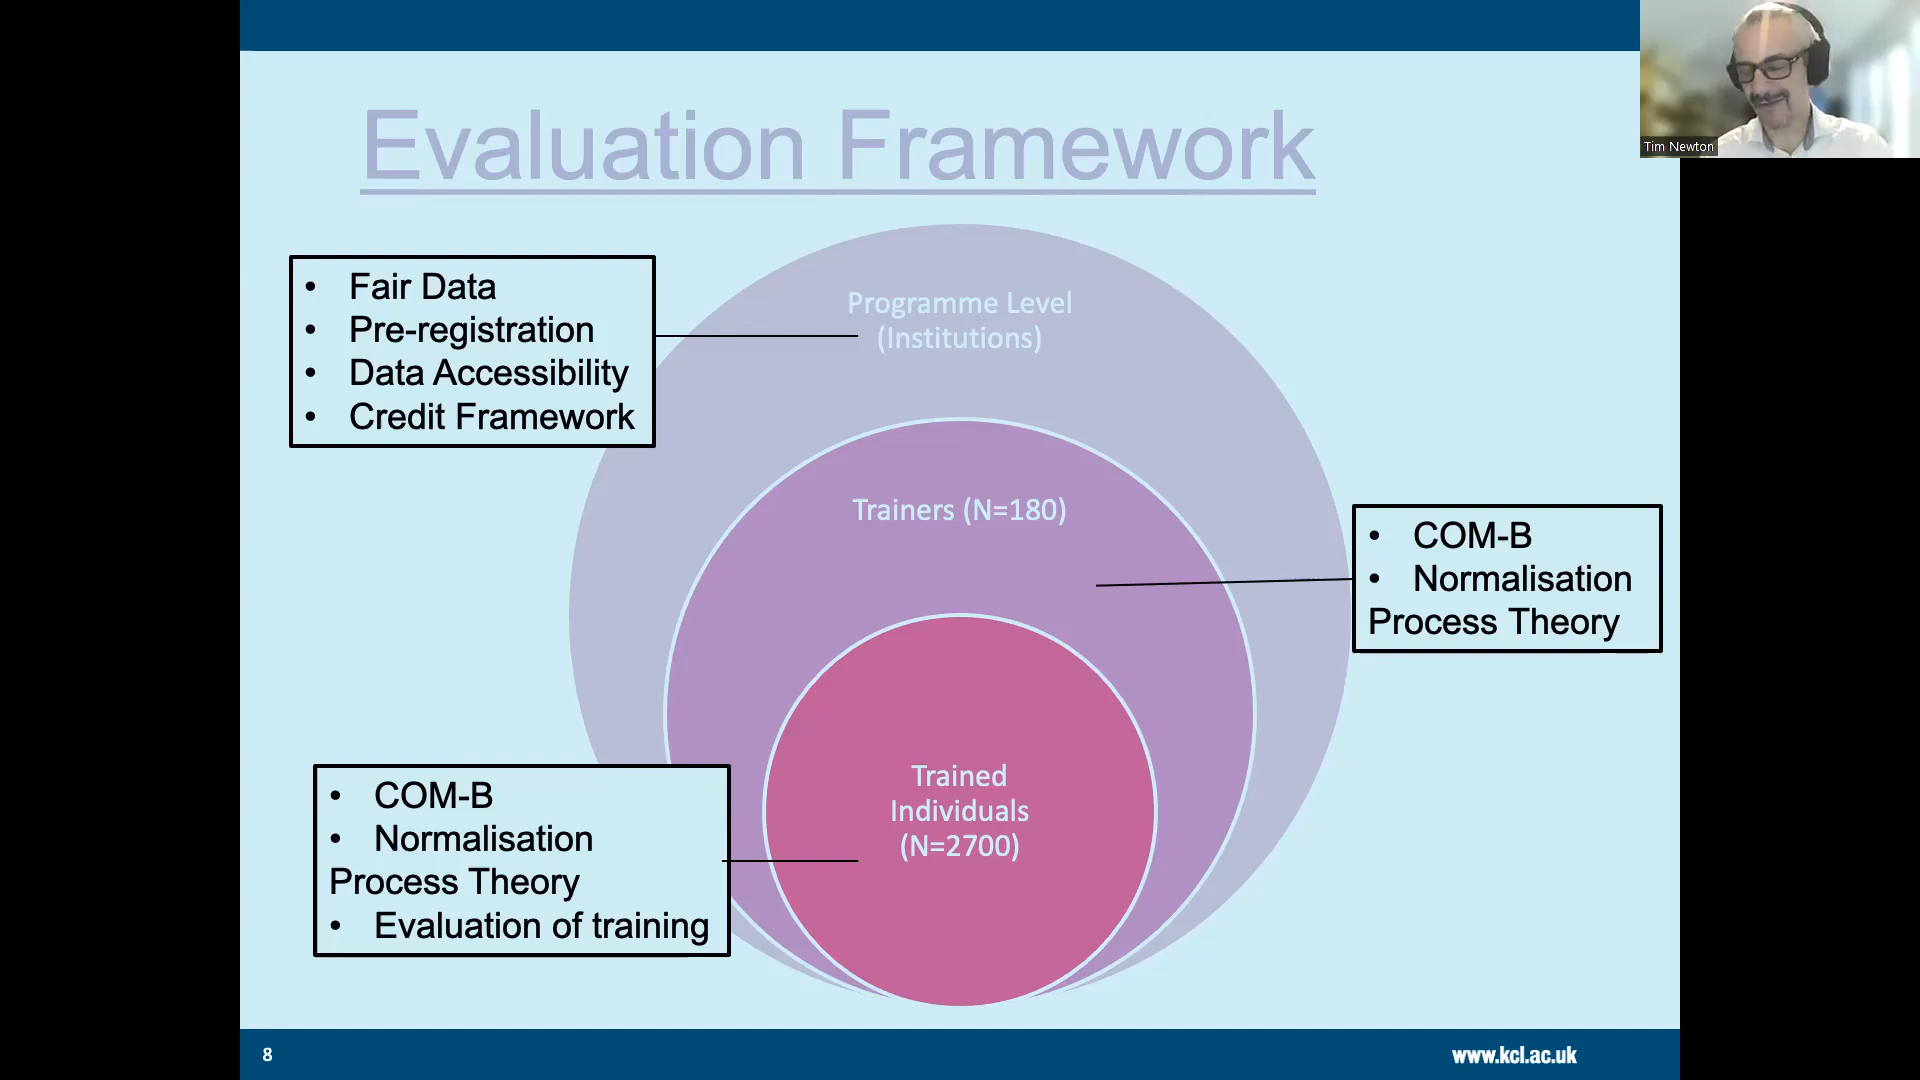 Evaluation Framework
Tim Newton
• Fair Data
• Pre-registration
• Data Accessibility
• Credit Framework
Programme Level
(Institutions)
Trainers (N=180)
• COM-B
• Normalisation
Process Theory
Trained
Individuals
(N=2700)
• COM-B
• Normalisation
Process Theory
• Evaluation of training
8
www.kcl.ac.uk